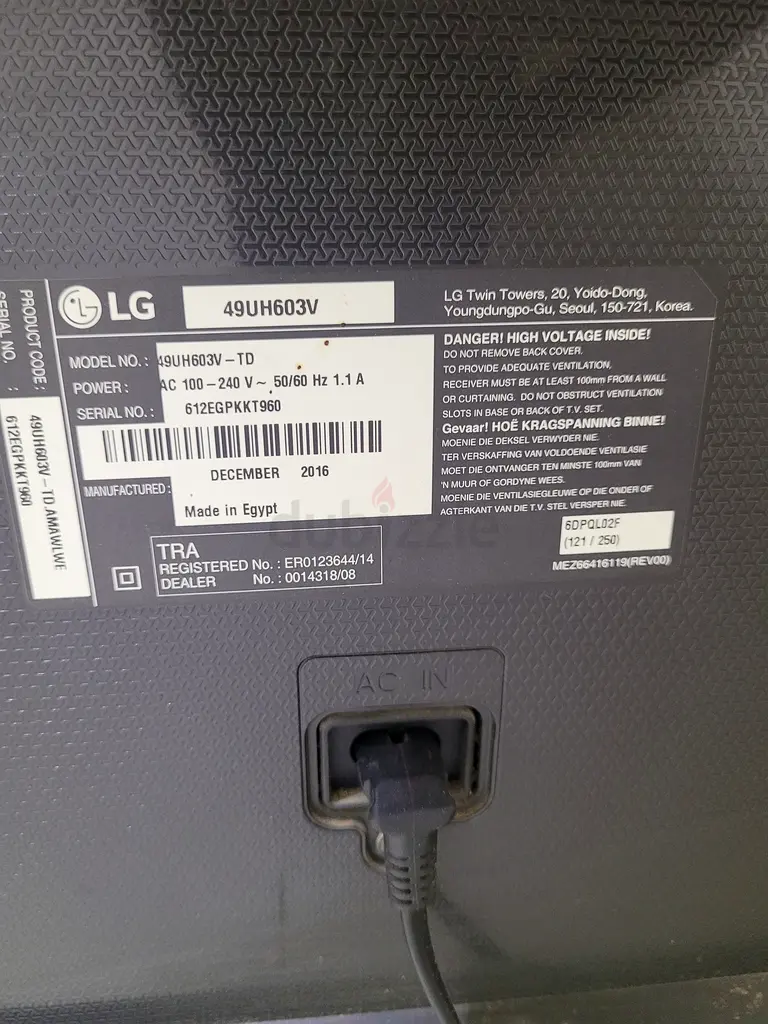 LG
49UH603V
LG Twin Towers, 20, Yoido-Dong,
Youngdungpo-Gu, Seoul, 150-721, Korea.
MODEL NO. : 49UH603V-TD
POWER : AC 100-240 V ~ 50/60 Hz 1.1 A
SERIAL NO. : 612EGPKKT960
MANUFACTURED : DECEMBER 2016
Made in Egypt
TRA
REGISTERED No. : ER0123644/14
DEALER No. : 0014318/08
DANGER! HIGH VOLTAGE INSIDE!
DO NOT REMOVE BACK COVER.
TO PROVIDE ADEQUATE VENTILATION,
RECEIVER MUST BE AT LEAST 100mm FROM A WALL
OR CURTAINING. DO NOT OBSTRUCT VENTILATION
SLOTS IN BASE OR BACK OF T.V. SET.
Gevaar! HOË KRAGSPANNING BINNE!
MOENIE DIE DEKSEL VERWYDER NIE.
TER VERSKAFFING VAN VOLDOENDE VENTILASIE
MOET DIE ONTVANGER TEN MINSTE 100mm VAN
'N MUUR OF GORDYNE WEES.
MOENIE DIE VENTILASIEGLEUWE OP DIE ONDER OF
AGTERKANT VAN DIE T.V. STEL VERSPER NIE.
6DPQL02F
(121 / 250)
MEZ66416119(REV00)
PRODUCT CODE : 49UH603V-TD.AMAWLWE
SERIAL NO. : 612EGPKKT960
dubizzle
AC IN